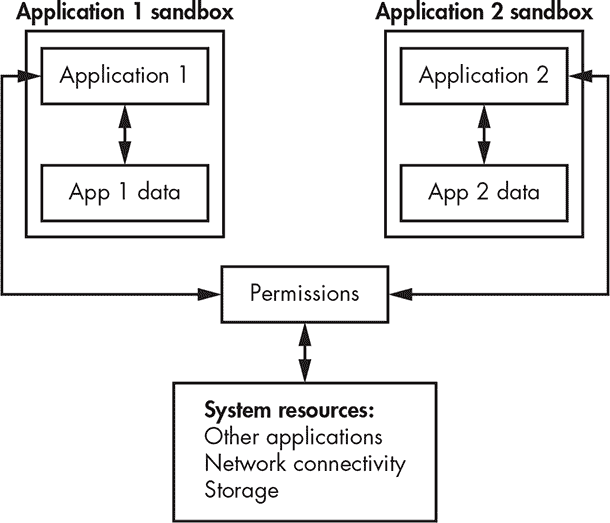 Application 1 sandbox
Application 2 sandbox
Application 1
Application 2
App 1 data
App 2 data
Permissions
System resources:
Other applications
Network connectivity
Storage